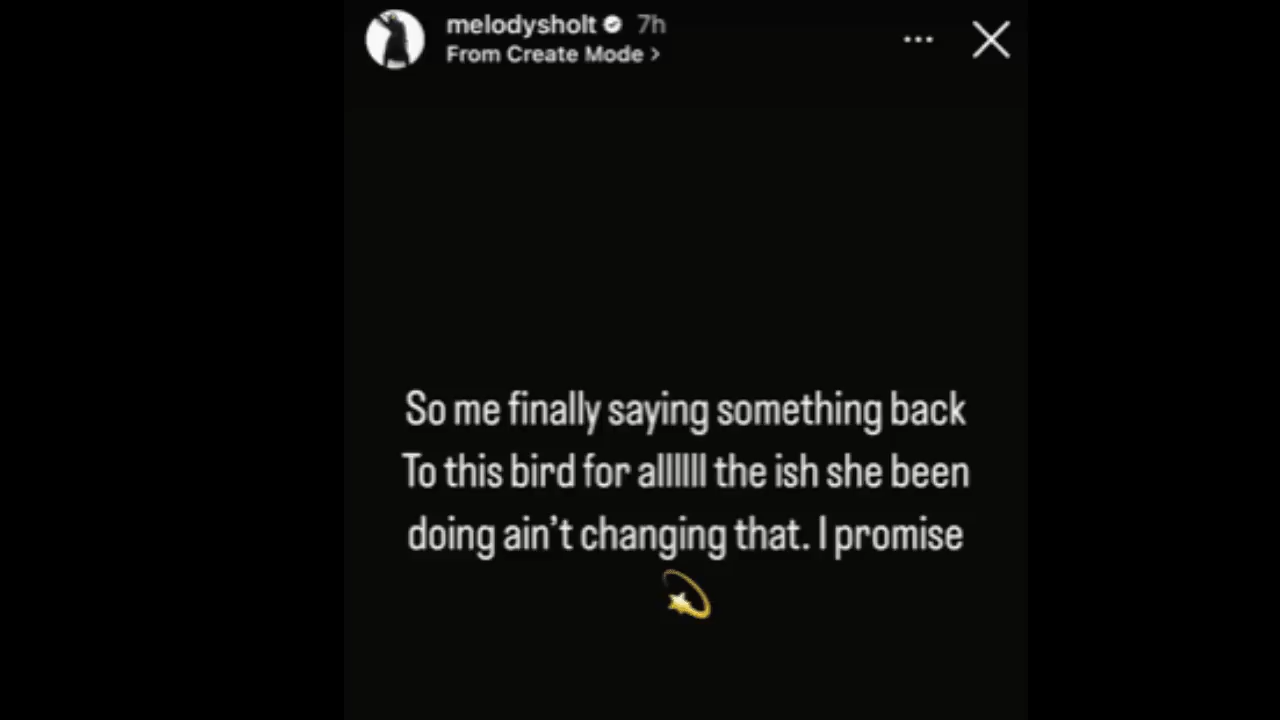 melodysholt 7h
From Create Mode >
So me finally saying something back
To this bird for allllll the ish she been
doing ain't changing that. I promise
💫